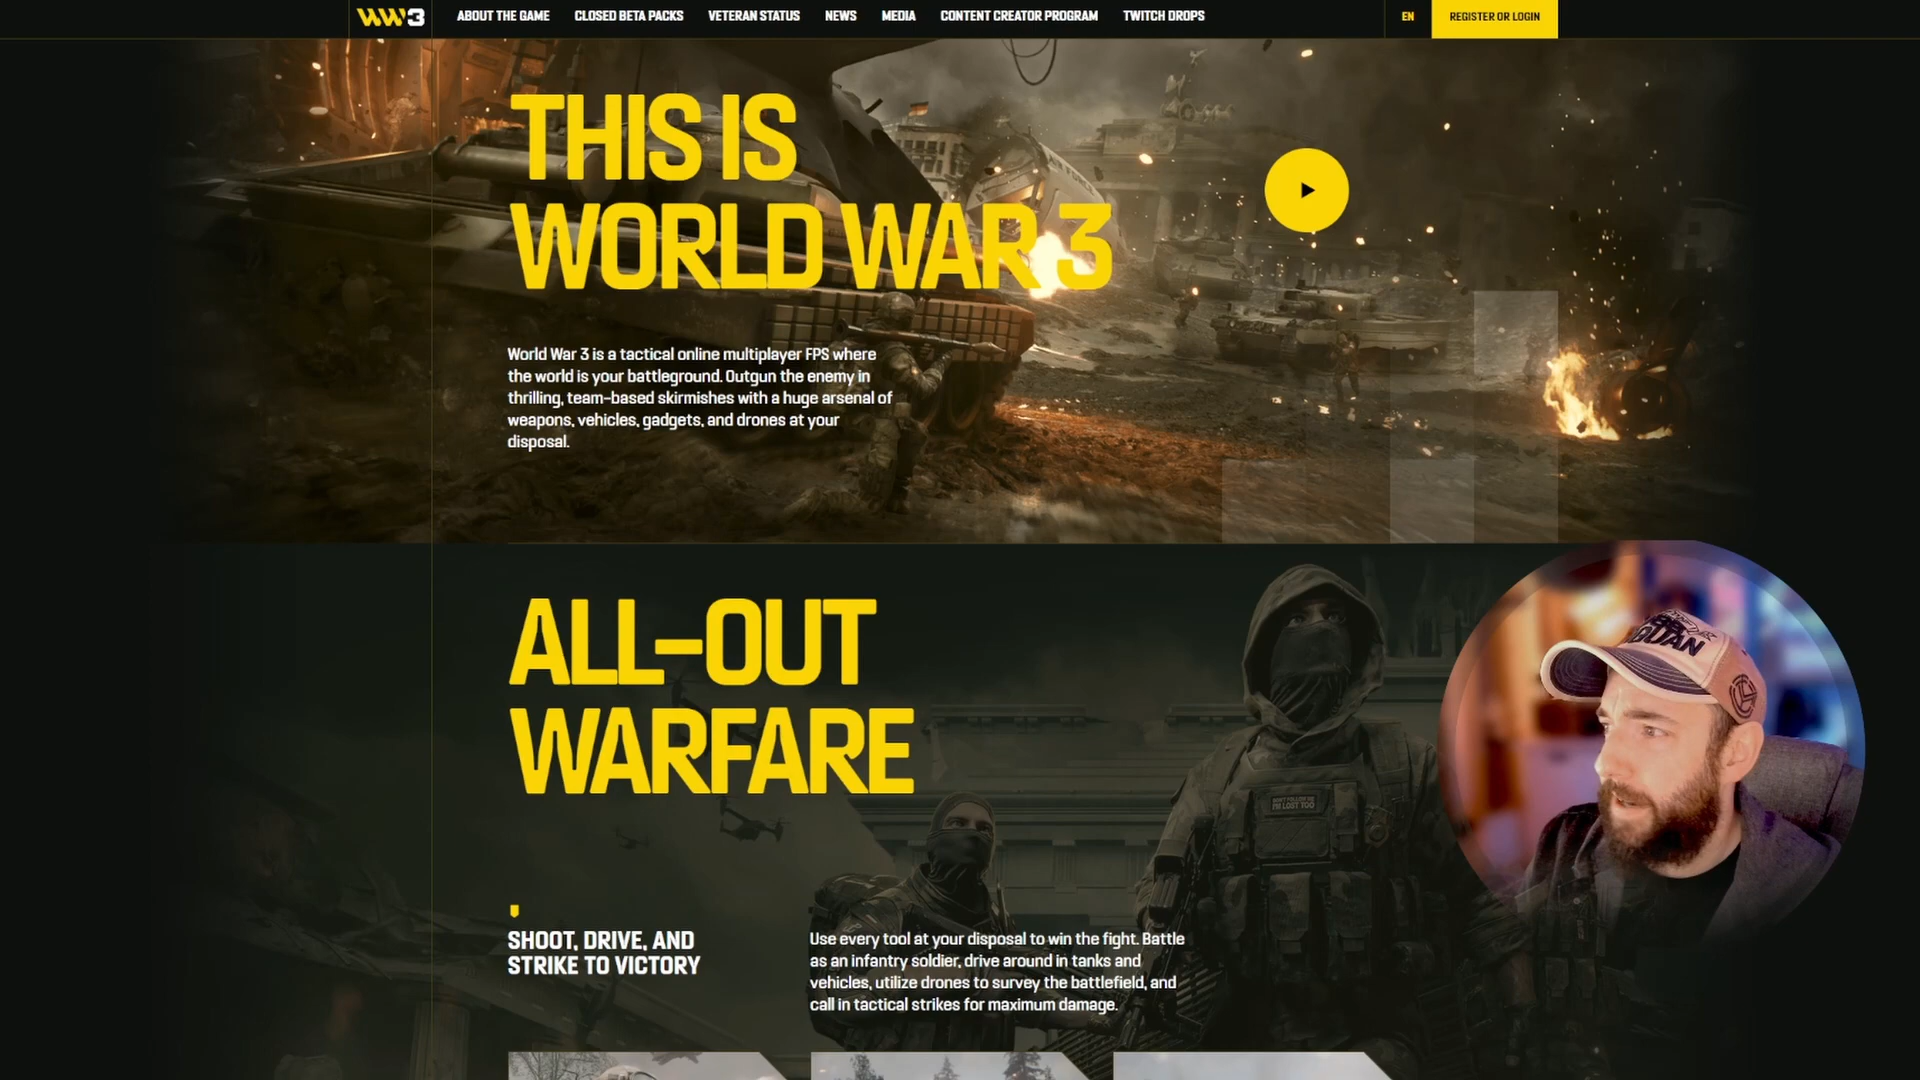 WW3
ABOUT THE GAME
CLOSED BETA PACKS
VETERAN STATUS
NEWS
MEDIA
CONTENT CREATOR PROGRAM
TWITCH DROPS
EN
REGISTER OR LOGIN
THIS IS
WORLD WAR 3
World War 3 is a tactical online multiplayer FPS where
the world is your battleground. Outgun the enemy in
thrilling, team-based skirmishes with a huge arsenal of
weapons, vehicles, gadgets, and drones at your
disposal.
ALL-OUT
WARFARE
DON'T FOLLOW ME
I'M LOST TOO
SHOOT, DRIVE, AND
STRIKE TO VICTORY
Use every tool at your disposal to win the fight. Battle
as an infantry soldier, drive around in tanks and
vehicles, utilize drones to survey the battlefield, and
call in tactical strikes for maximum damage.